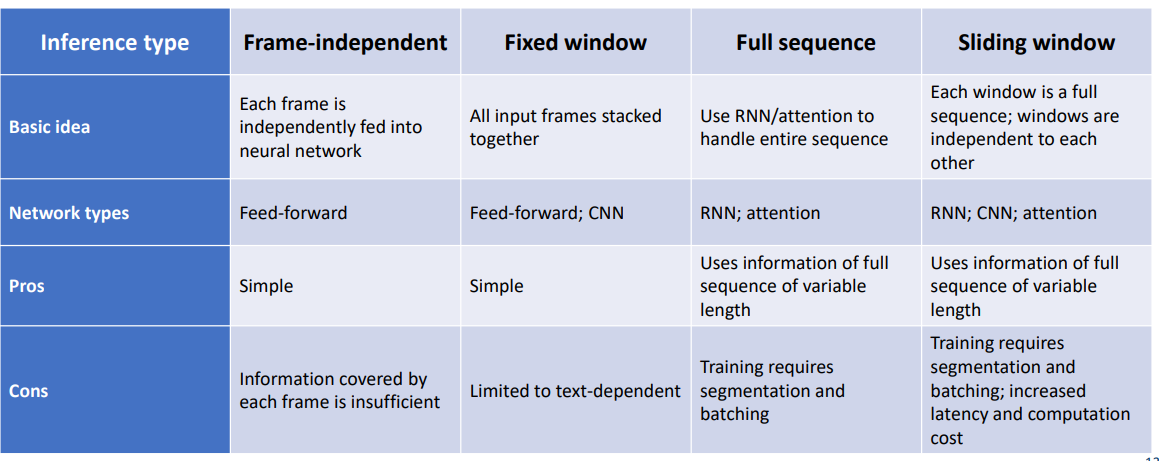 Inference type
Frame-independent
Fixed window
Full sequence
Sliding window
Basic idea
Each frame is
independently fed into
neural network
All input frames stacked
together
Use RNN/attention to
handle entire sequence
Each window is a full
sequence; windows are
independent to each
other
Network types
Feed-forward
Feed-forward; CNN
RNN; attention
RNN; CNN; attention
Pros
Simple
Simple
Uses information of full
sequence of variable
length
Uses information of full
sequence of variable
length
Cons
Information covered by
each frame is insufficient
Limited to text-dependent
Training requires
segmentation and
batching
Training requires
segmentation and
batching; increased
latency and computation
cost